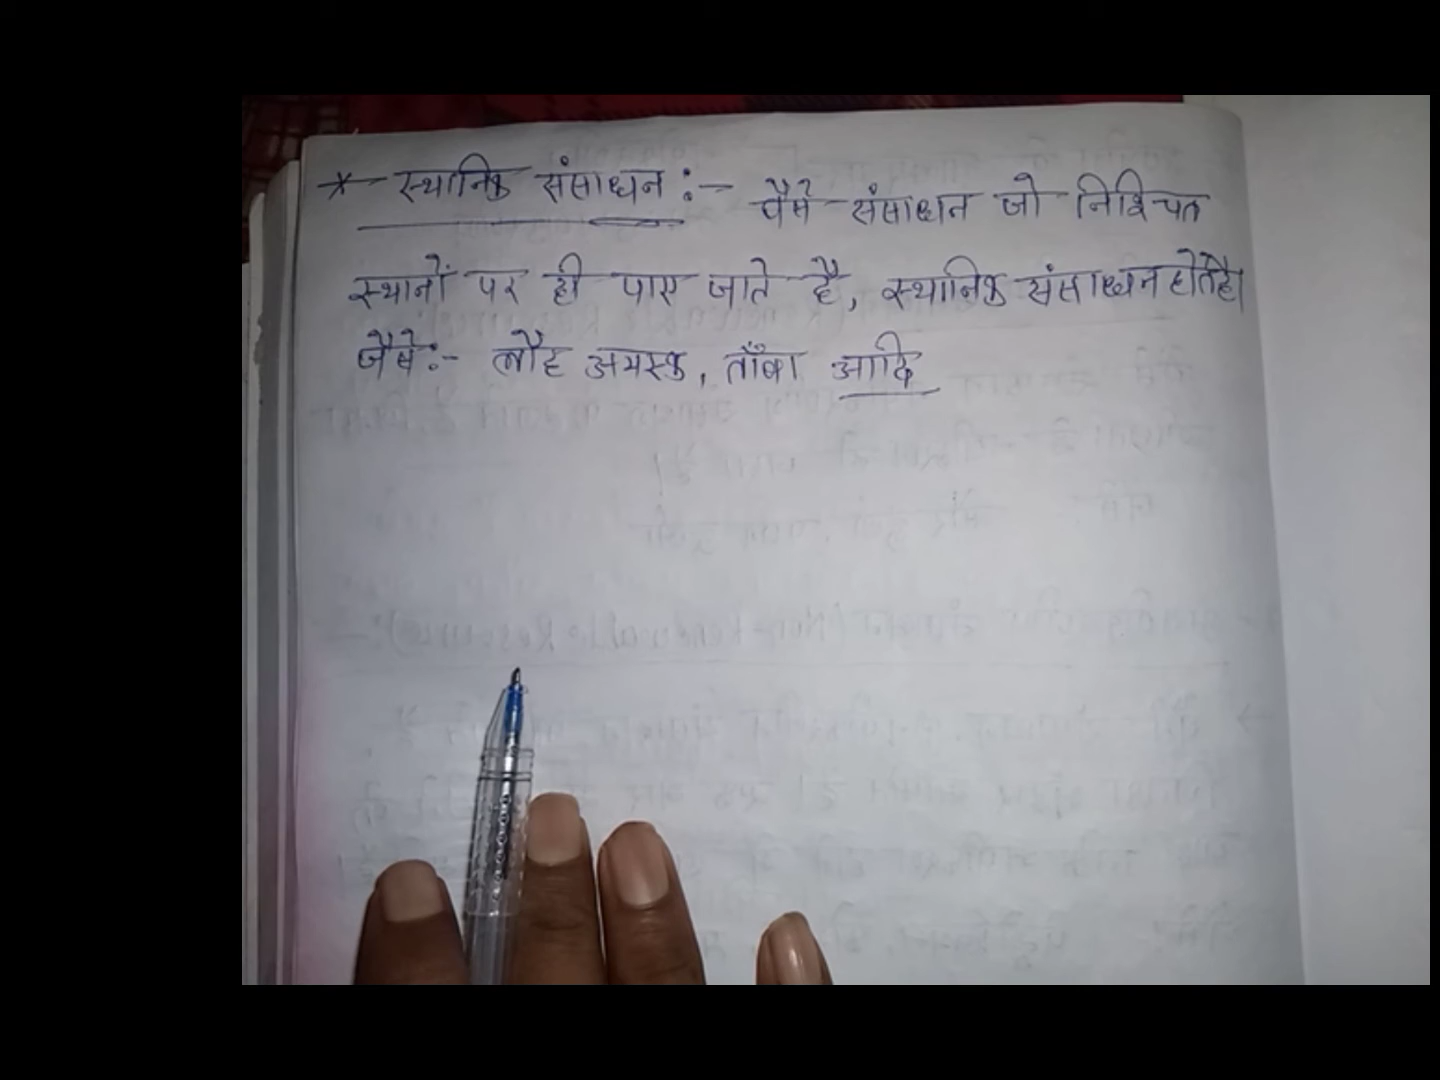 * स्थानिक संसाधन :- वैसे संसाधन जो निश्चित
स्थानों पर ही पाए जाते है, स्थानिक संसाधन होते है।
जैसे:- लौह अयस्क, ताँबा आदि